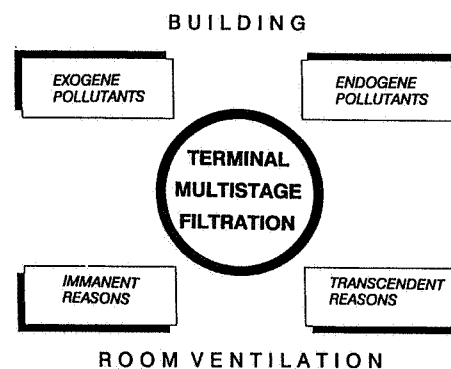 BUILDING
EXOGENE
POLLUTANTS
ENDOGENE
POLLUTANTS
TERMINAL
MULTISTAGE
FILTRATION
IMMANENT
REASONS
TRANSCENDENT
REASONS
ROOM VENTILATION